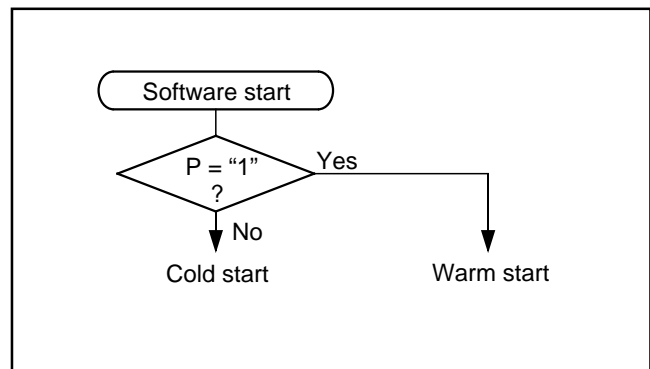 Software start
P = “1”
?
Yes
No
Cold start
Warm start